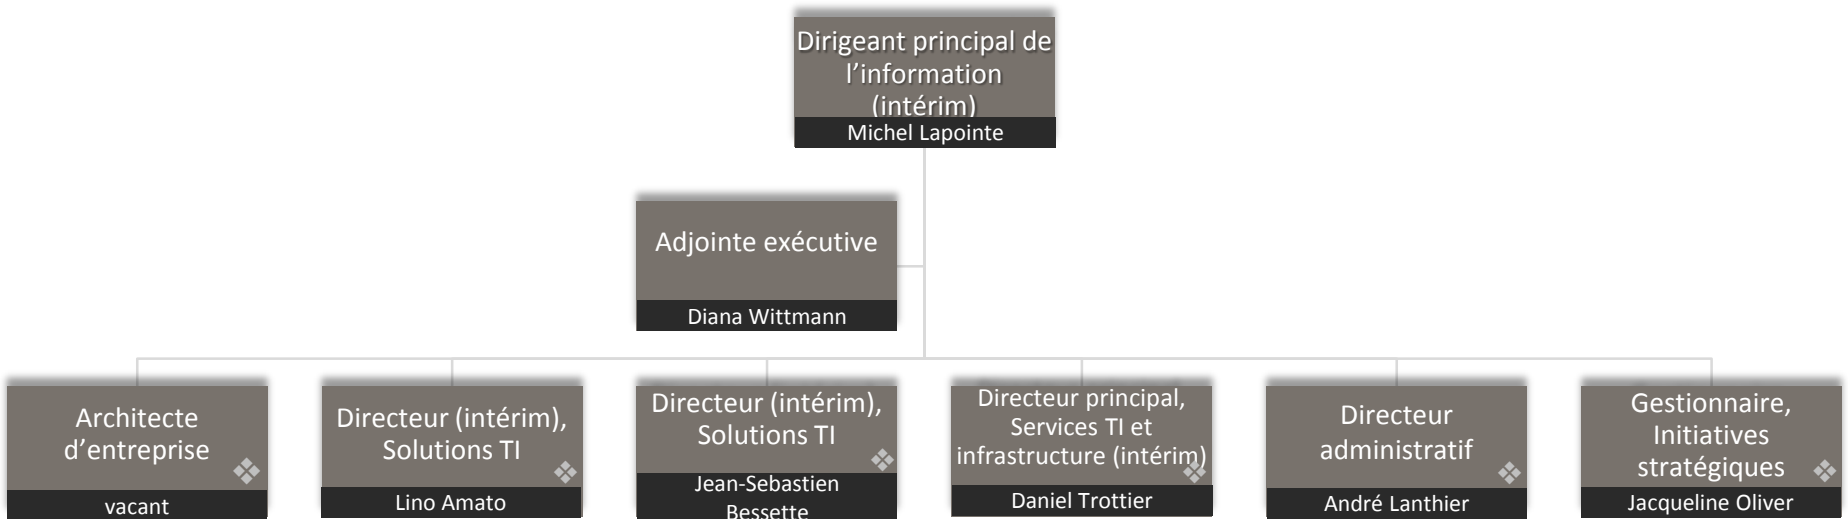 Dirigeant principal de
l’information
(intérim)
Michel Lapointe
Adjointe exécutive
Diana Wittmann
Architecte
d’entreprise
vacant
Directeur (intérim),
Solutions TI
Lino Amato
Directeur (intérim),
Solutions TI
Jean-Sebastien
Bessette
Directeur principal,
Services TI et
infrastructure (intérim)
Daniel Trottier
Directeur
administratif
André Lanthier
Gestionnaire,
Initiatives
stratégiques
Jacqueline Oliver